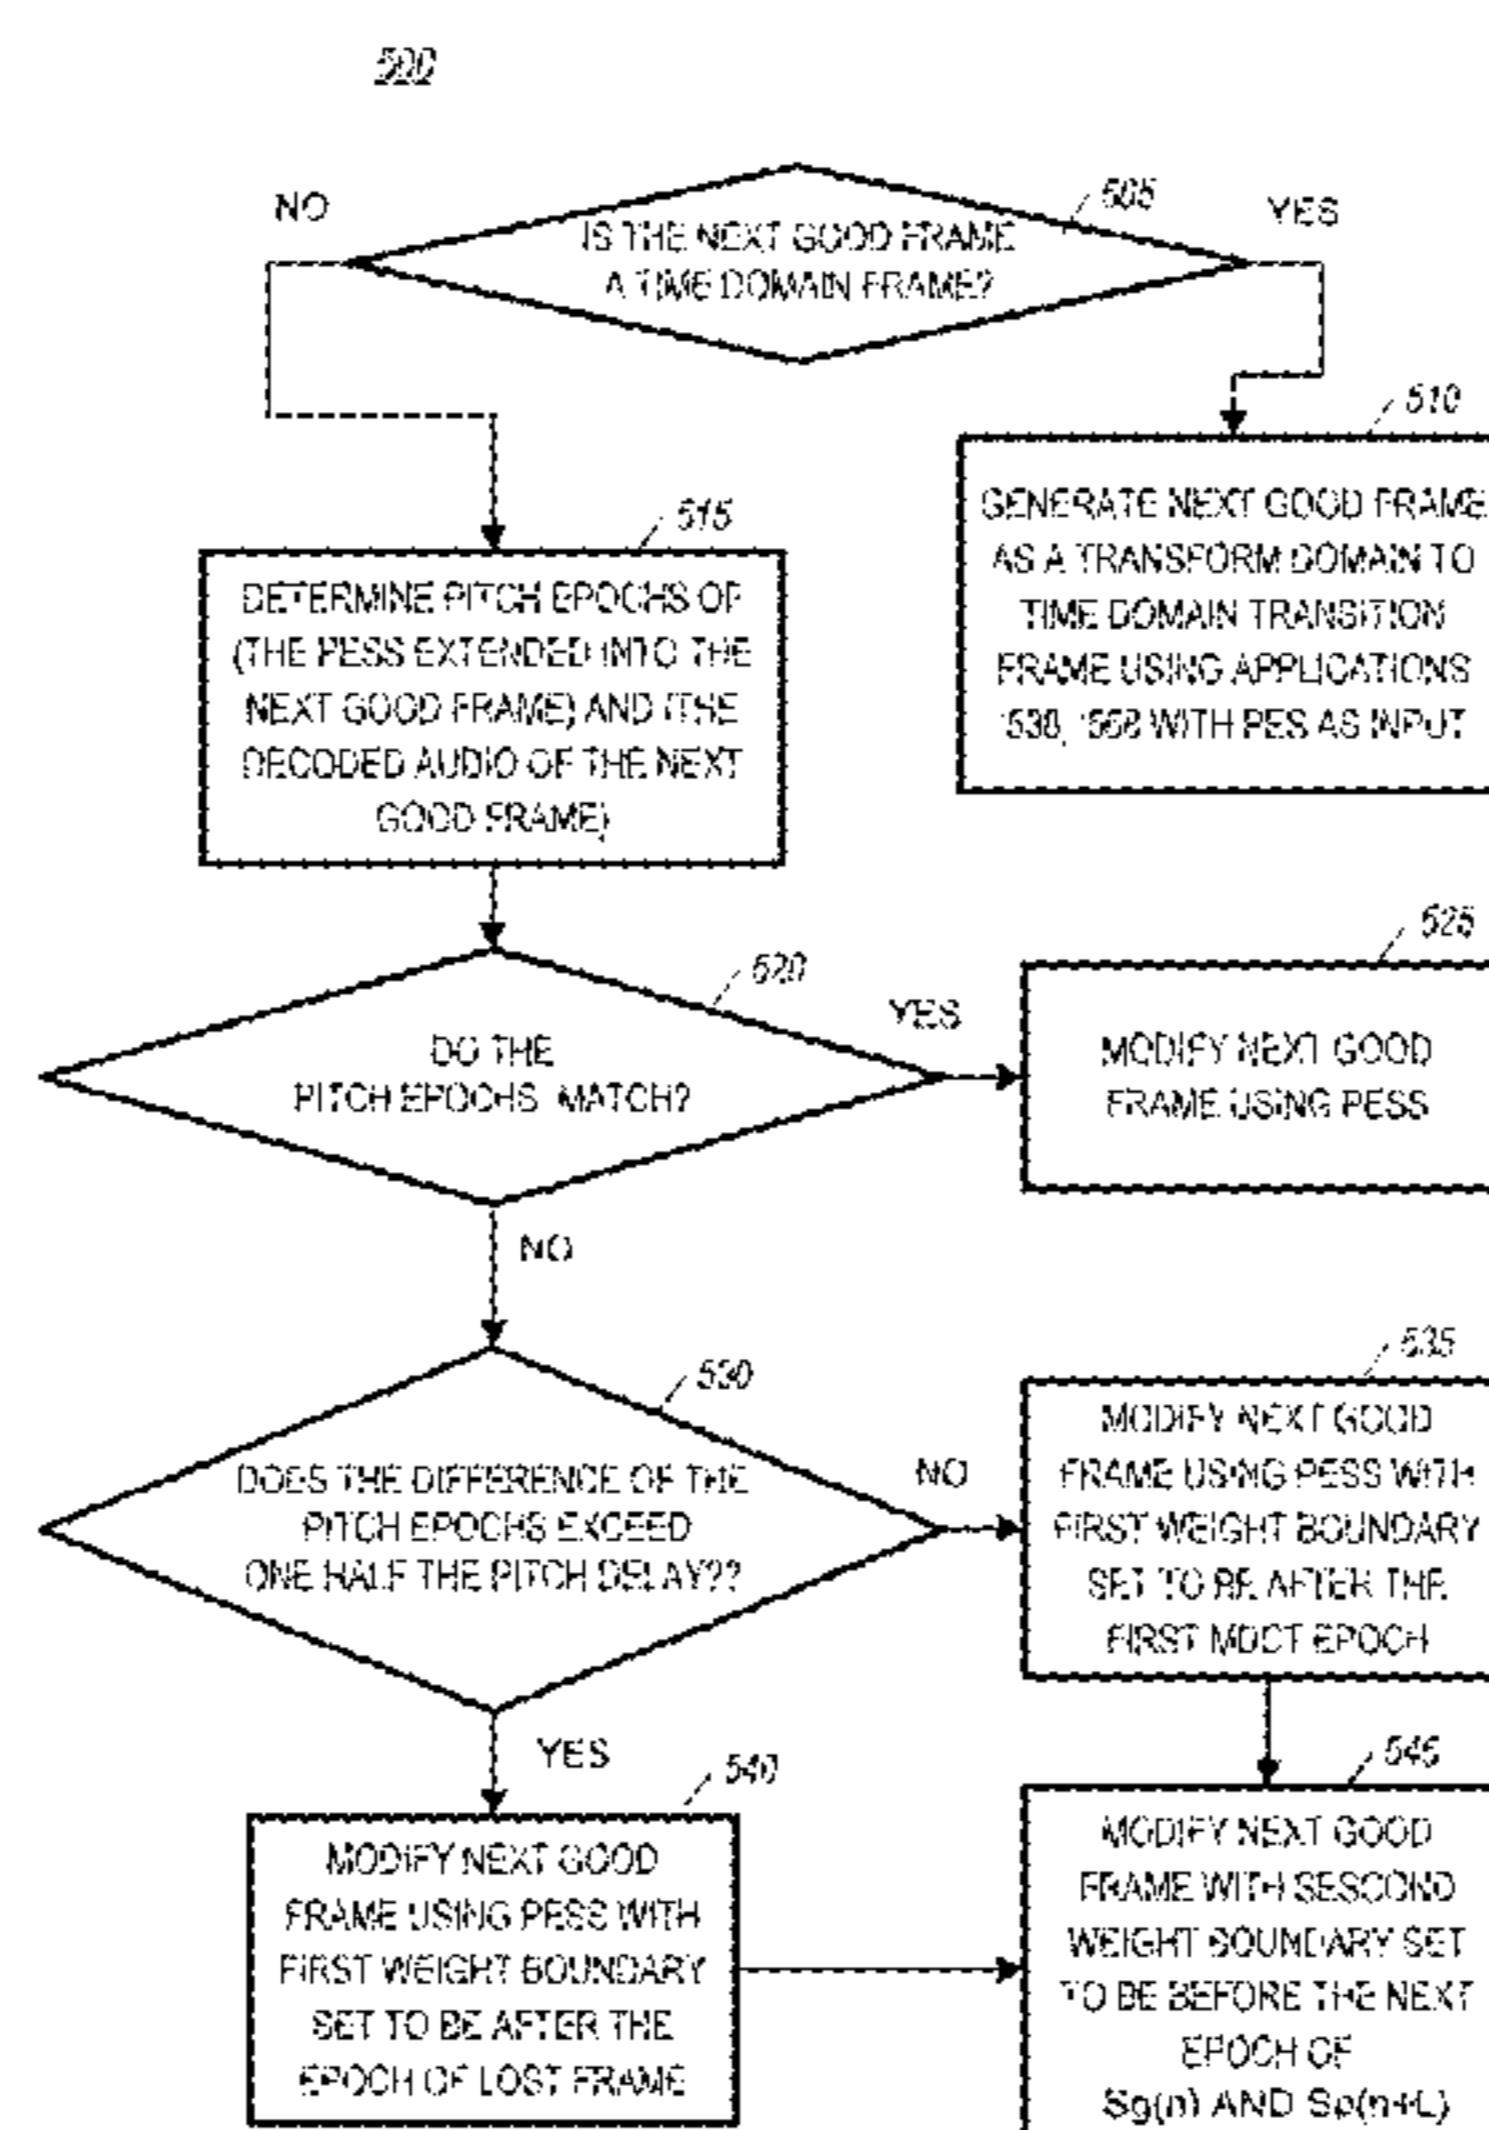 500
NO
505
YES
IS THE NEXT GOOD FRAME
A TIME DOMAIN FRAME?
510
GENERATE NEXT GOOD FRAME
AS A TRANSFORM DOMAIN TO
TIME DOMAIN TRANSITION
FRAME USING APPLICATIONS
WITH PES AS INPUT
515
DETERMINE PITCH EPOCHS OF
(THE PESS EXTENDED INTO THE
NEXT GOOD FRAME) AND (THE
DECODED AUDIO OF THE NEXT
GOOD FRAME)
520
YES
DO THE
PITCH EPOCHS MATCH?
525
MODIFY NEXT GOOD
FRAME USING PESS
NO
530
DOES THE DIFFERENCE OF THE
PITCH EPOCHS EXCEED
ONE HALF THE PITCH DELAY??
NO
535
MODIFY NEXT GOOD
FRAME USING PESS WITH
FIRST WEIGHT BOUNDARY
SET TO BE AFTER THE
FIRST MDCT EPOCH
YES
540
MODIFY NEXT GOOD
FRAME USING PESS WITH
FIRST WEIGHT BOUNDARY
SET TO BE AFTER THE
EPOCH OF LOST FRAME
545
MODIFY NEXT GOOD
FRAME WITH SESCOND
WEIGHT BOUNDARY SET
TO BE BEFORE THE NEXT
EPOCH OF
Sg(n) AND Sp(n+L)